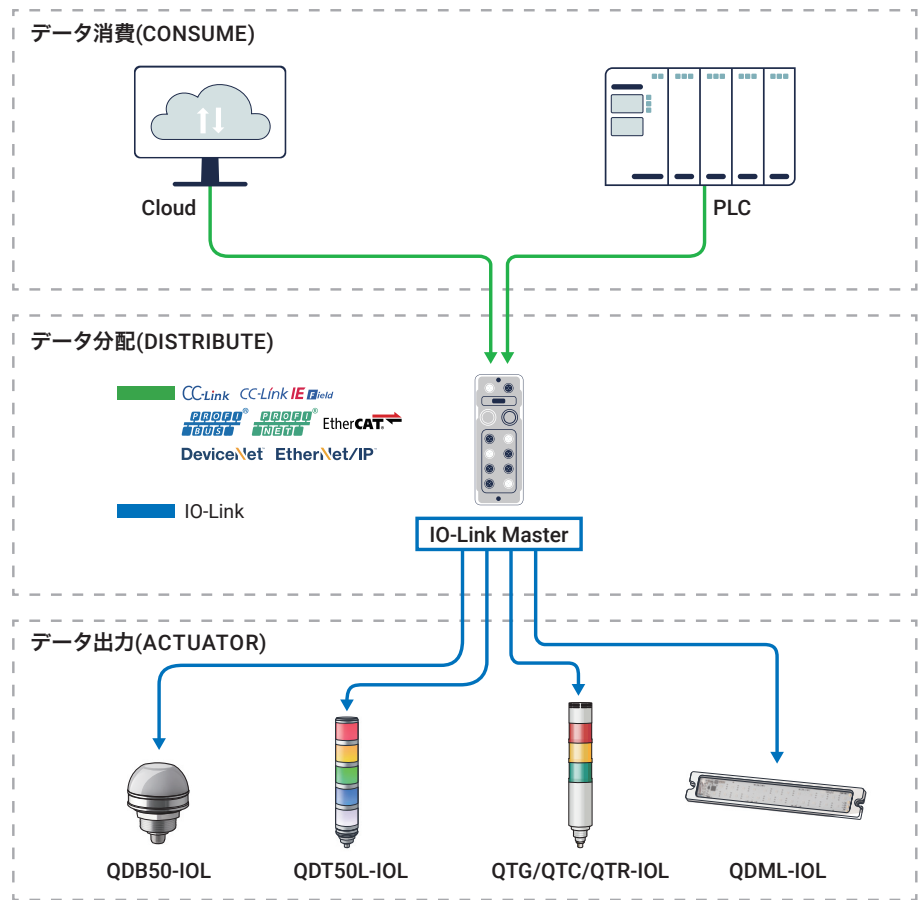 データ消費(CONSUME)
Cloud
PLC
データ分配(DISTRIBUTE)
CC-Link CC-Link IE Field
PROFI BUS® PROFI NET® EtherCAT®
DeviceNet EtherNet/IP
IO-Link
IO-Link Master
データ出力(ACTUATOR)
QDB50-IOL
QDT50L-IOL
QTG/QTC/QTR-IOL
QDML-IOL